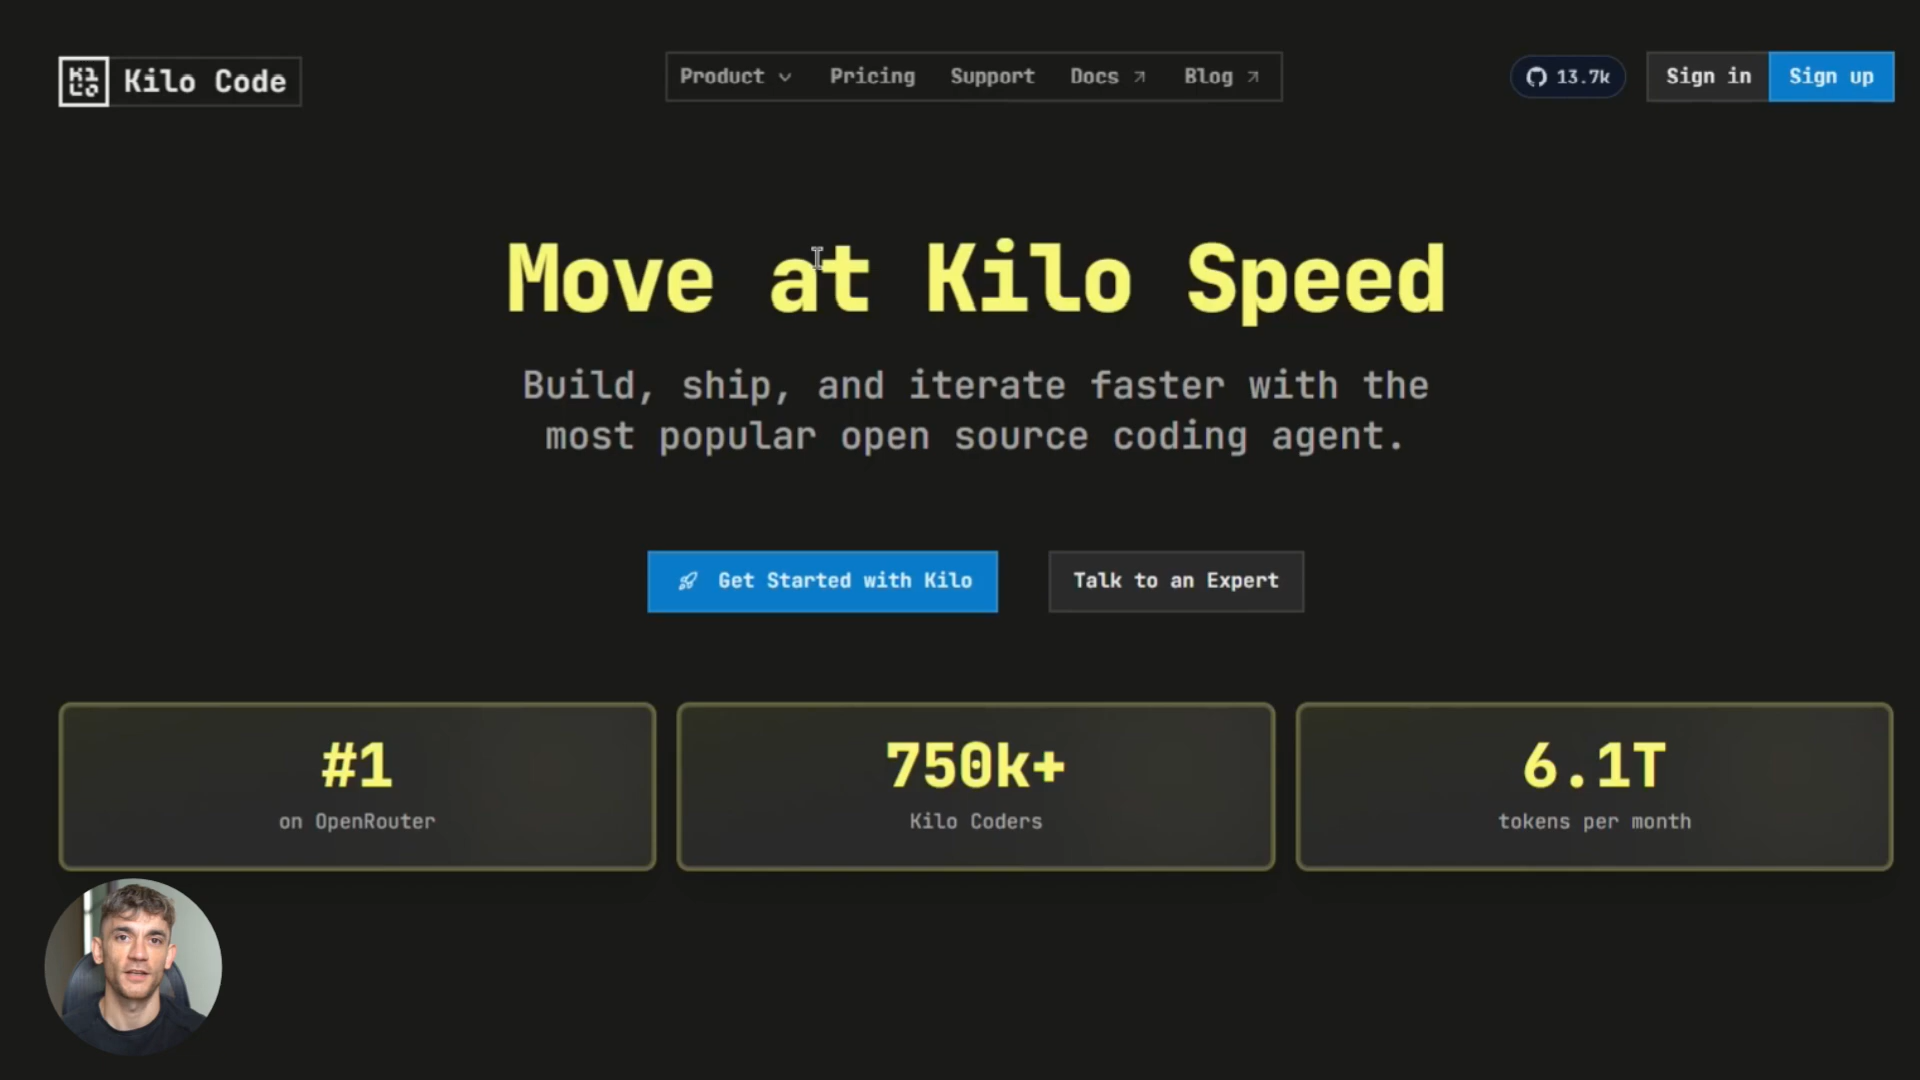 Kilo Code
Product
Pricing
Support
Docs
Blog
13.7k
Sign in
Sign up
Move at Kilo Speed
Build, ship, and iterate faster with the
most popular open source coding agent.
Get Started with Kilo
Talk to an Expert
#1
on OpenRouter
750k+
Kilo Coders
6.1T
tokens per month